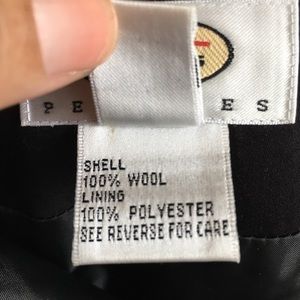 P E
E S
SHELL
100% WOOL
LINING
100% POLYESTER
SEE REVERSE FOR CARE